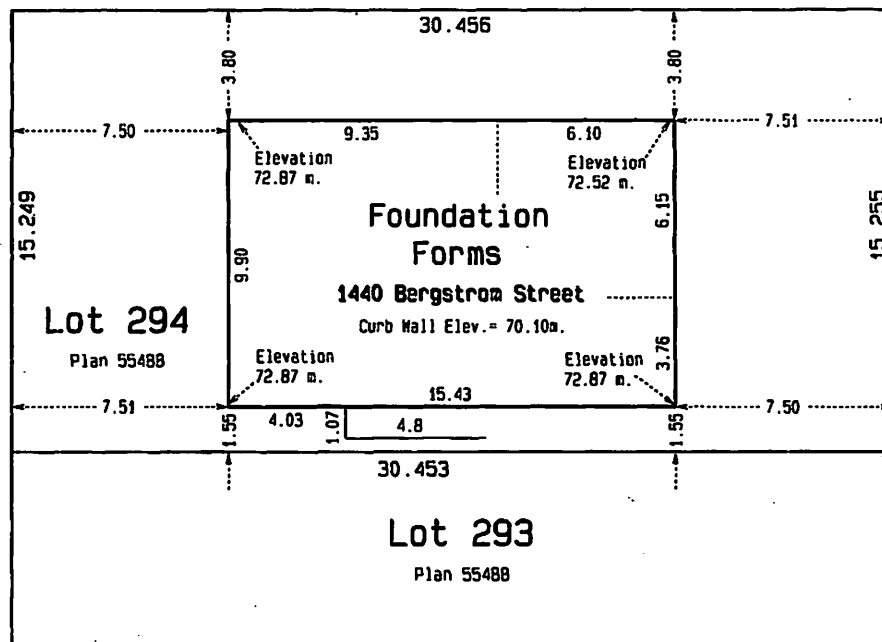 30.456
3.80
3.80
7.50
7.51
9.35
6.10
Elevation
72.87 m.
Elevation
72.52 m.
15.249
9.90
6.15
15.255
Foundation
Forms
1440 Bergstrom Street
Curb Wall Elev.= 70.10m.
Lot 294
Plan 55488
3.76
Elevation
72.87 m.
Elevation
72.87 m.
15.43
7.51
7.50
1.55
4.03
1.07
4.8
1.55
30.453
Lot 293
Plan 55488